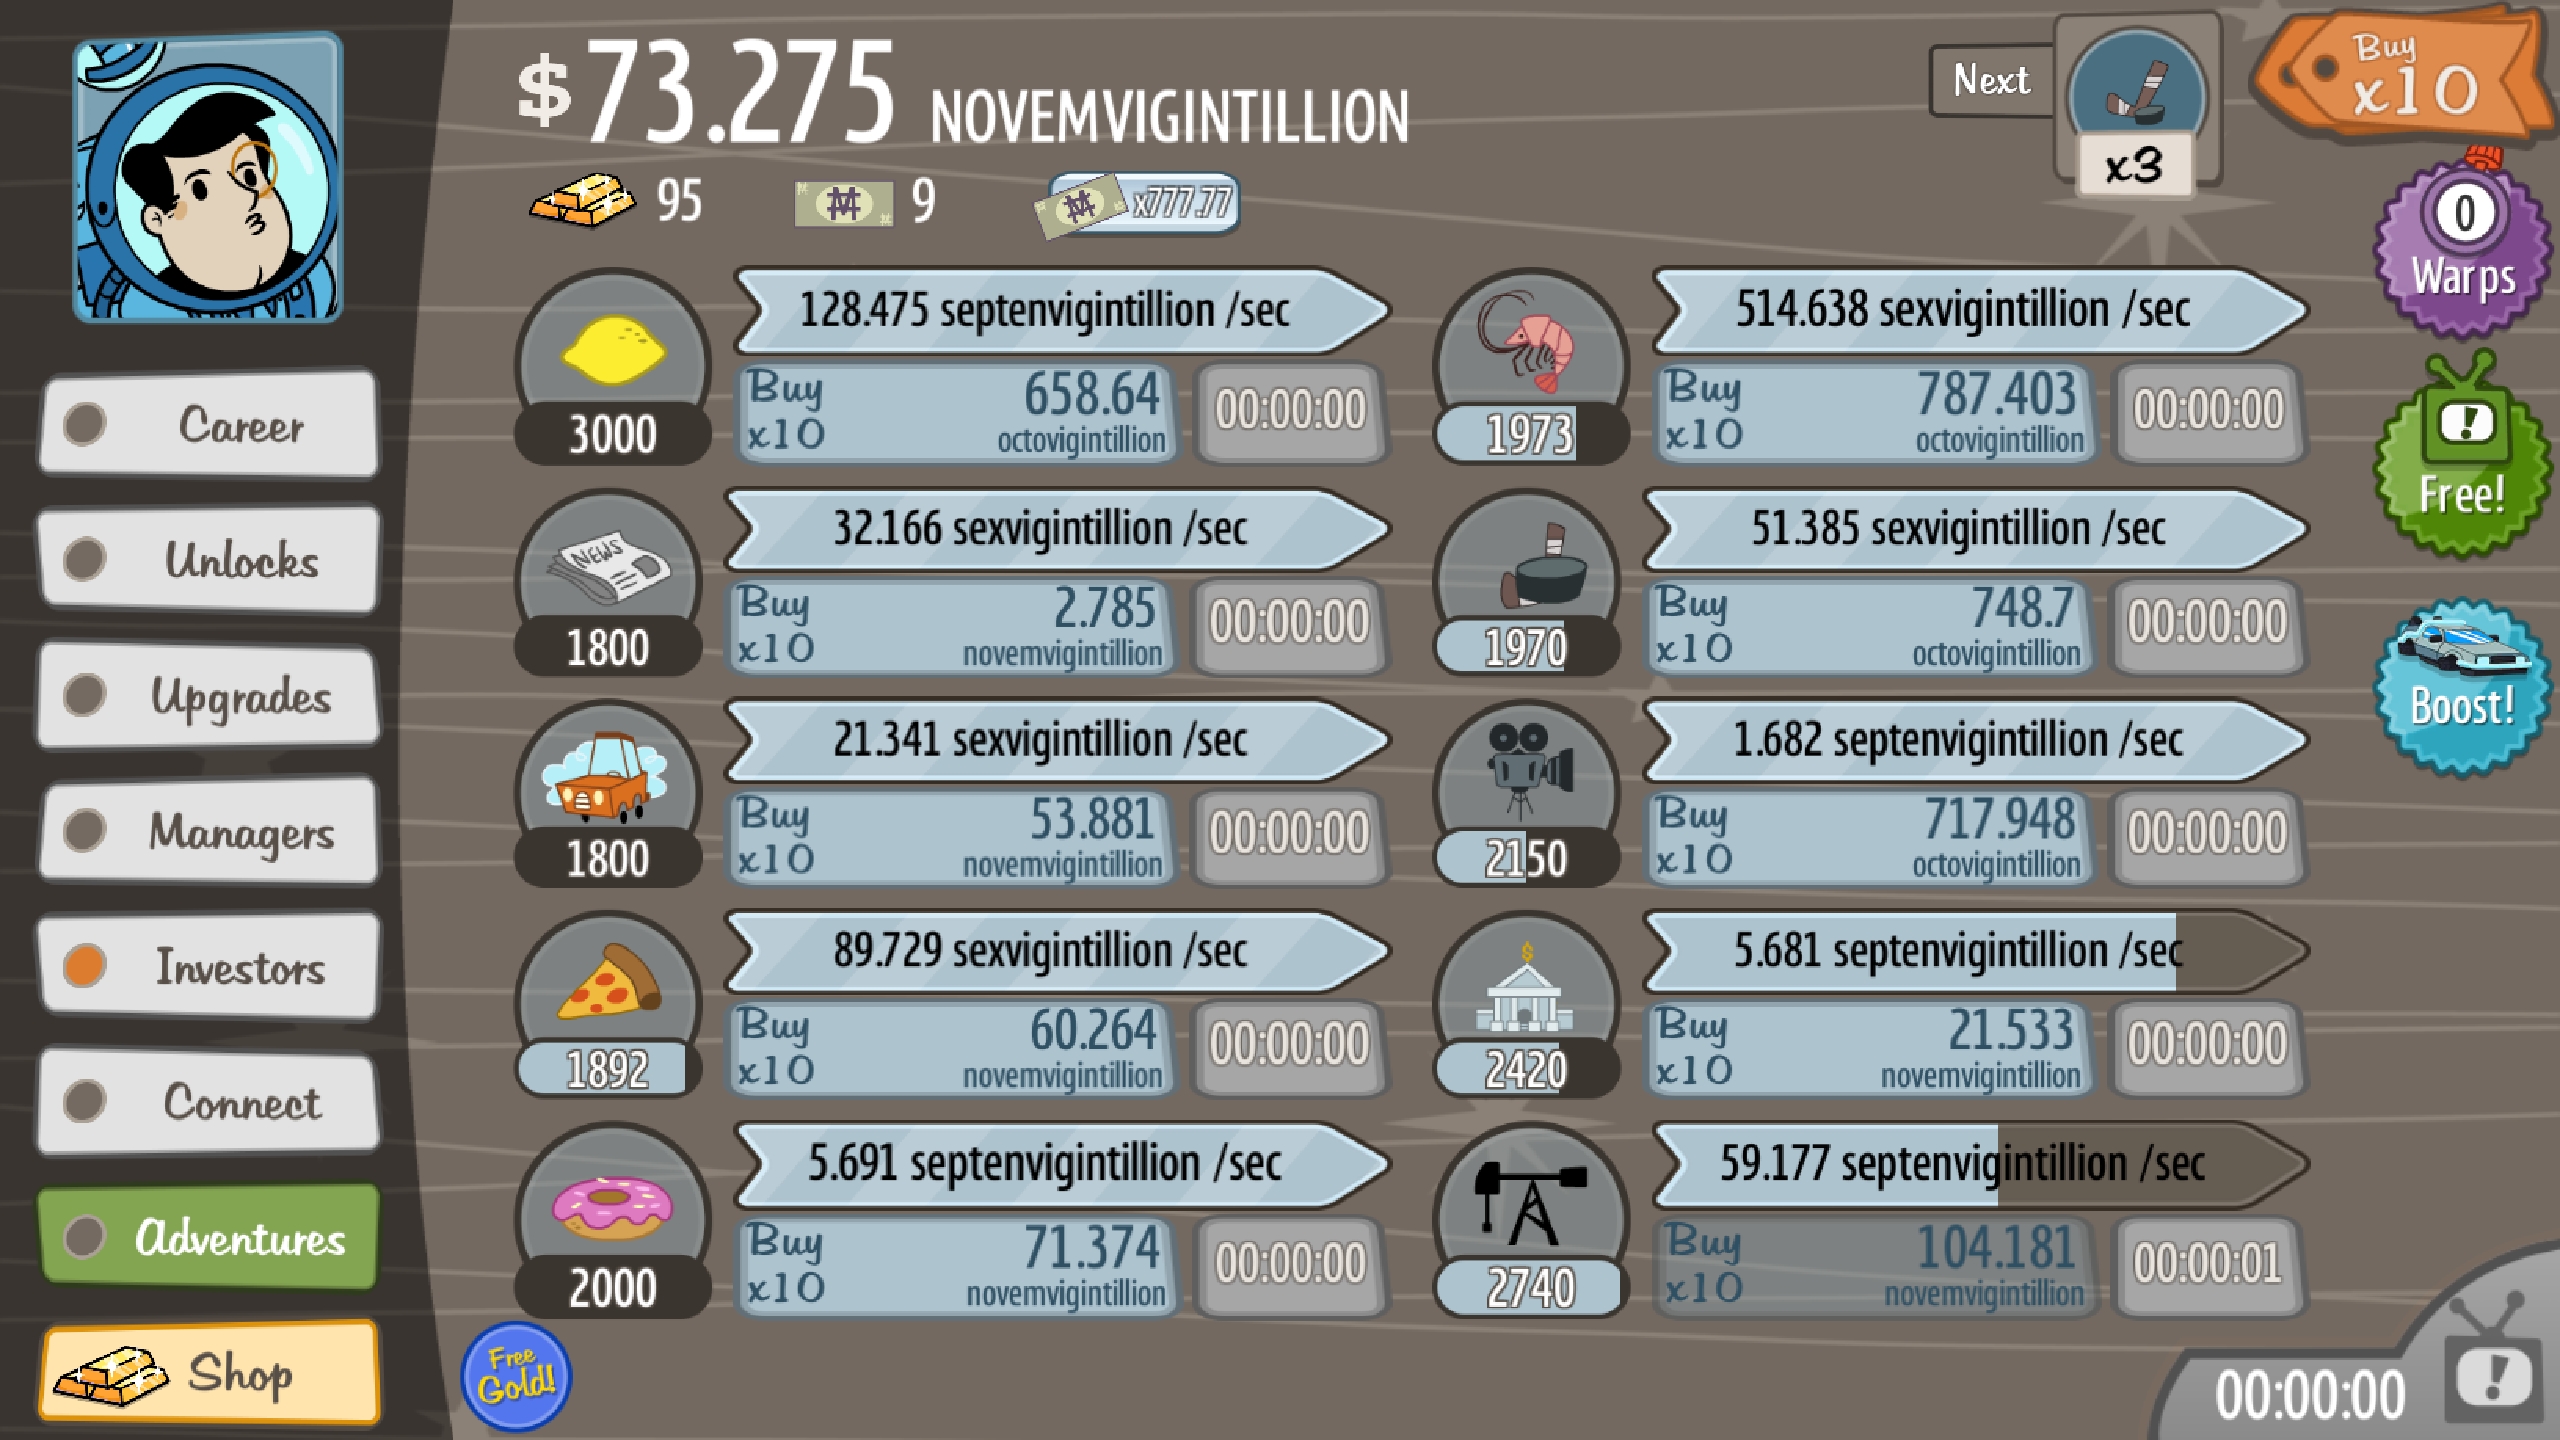 $73.275 NOVEMVIGINTILLION
Next
x3
Buy
x10
95
9
x777.77
0
Warps
Free!
Boost!
Career
Unlocks
Upgrades
Managers
Investors
Connect
Adventures
Shop
128.475 septenvigintillion /sec
3000
Buy
x10
658.64
octovigintillion
00:00:00
NEWS
32.166 sexvigintillion /sec
1800
Buy
x10
2.785
novemvigintillion
00:00:00
21.341 sexvigintillion /sec
1800
Buy
x10
53.881
novemvigintillion
00:00:00
89.729 sexvigintillion /sec
1892
Buy
x10
60.264
novemvigintillion
00:00:00
5.691 septenvigintillion /sec
2000
Buy
x10
71.374
novemvigintillion
00:00:00
514.638 sexvigintillion /sec
1973
Buy
x10
787.403
octovigintillion
00:00:00
51.385 sexvigintillion /sec
1970
Buy
x10
748.7
octovigintillion
00:00:00
1.682 septenvigintillion /sec
2150
Buy
x10
717.948
octovigintillion
00:00:00
$
5.681 septenvigintillion /sec
2420
Buy
x10
21.533
novemvigintillion
00:00:00
59.177 septenvigintillion /sec
2740
Buy
x10
104.181
novemvigintillion
00:00:01
Free
Gold!
00:00:00